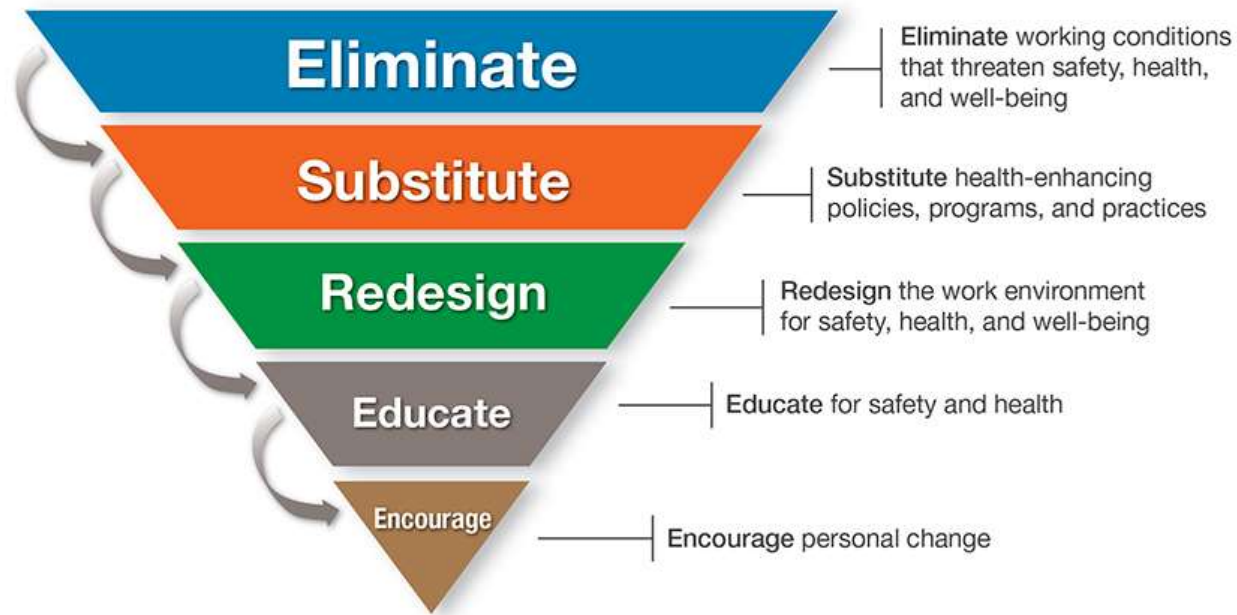 Eliminate
Eliminate working conditions
that threaten safety, health,
and well-being
Substitute
Substitute health-enhancing
policies, programs, and practices
Redesign
Redesign the work environment
for safety, health, and well-being
Educate
Educate for safety and health
Encourage
Encourage personal change